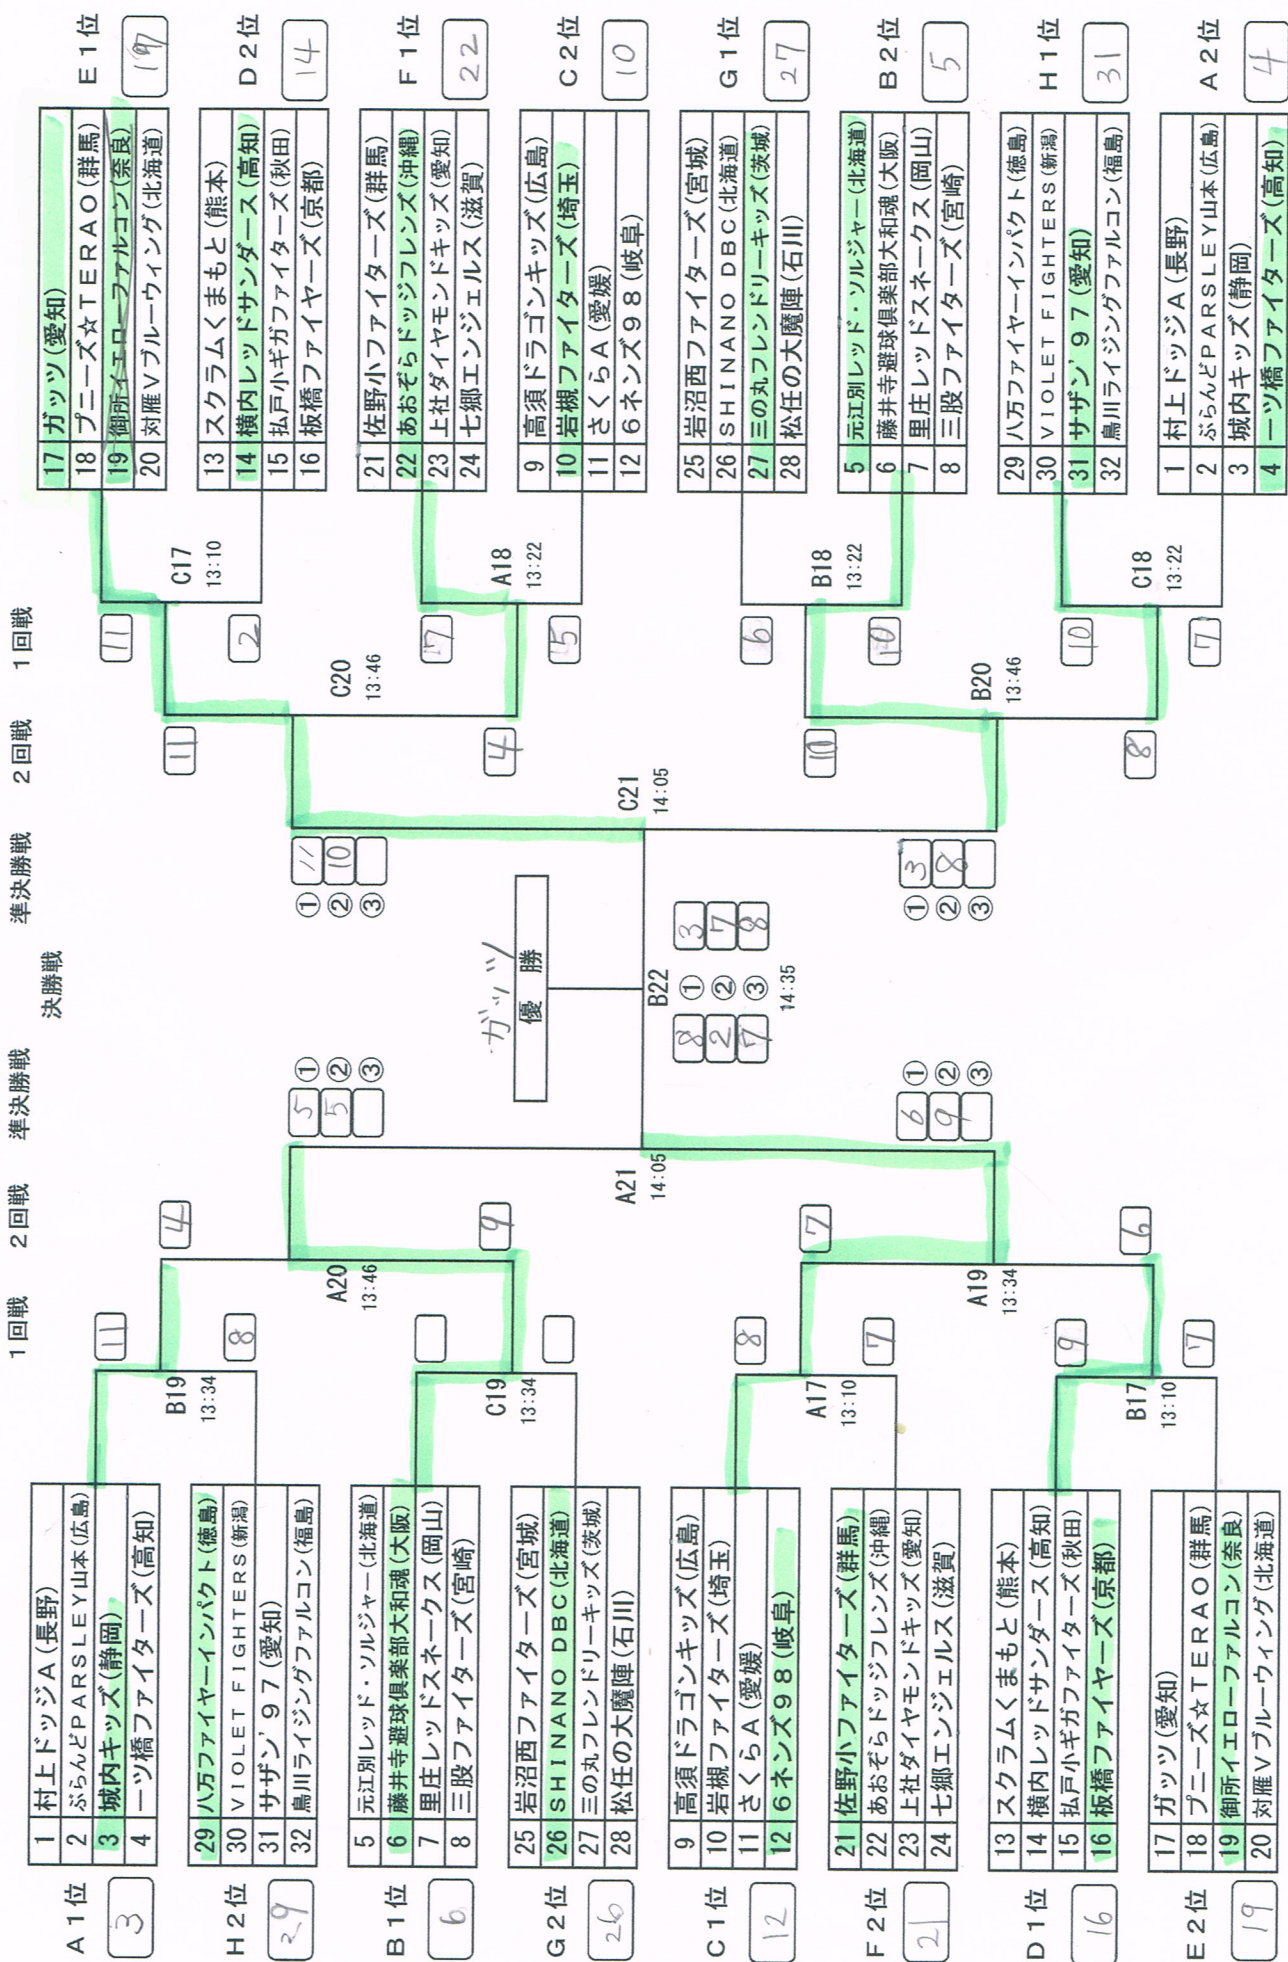 1回戦 2回戦 準決勝戦 決勝戦 準決勝戦 2回戦 1回戦
A1位
3
1 村上ドッジA(長野)
2 ぶらんどPARSLEY山本(広島)
3 城内キッズ(静岡)
4 一ツ橋ファイターズ(高知)
H2位
29
29 八万ファイヤーインパクト(徳島)
30 VIOLET FIGHTERS(新潟)
31 サザン’97(愛知)
32 鳥川ライジングファルコン(福島)
B1位
6
5 元江別レッド・ソルジャー(北海道)
6 藤井寺避球倶楽部大和魂(大阪)
7 里庄レッドスネークス(岡山)
8 三股ファイターズ(宮崎)
G2位
26
25 岩沼西ファイターズ(宮城)
26 SHINANO DBC(北海道)
27 三の丸フレンドリーキッズ(茨城)
28 松任の大魔陣(石川)
C1位
12
9 高須ドラゴンキッズ(広島)
10 岩槻ファイターズ(埼玉)
11 さくらA(愛媛)
12 6ネンズ98(岐阜)
F2位
21
21 佐野小ファイターズ(群馬)
22 あおぞらドッジフレンズ(沖縄)
23 上社ダイヤモンドキッズ(愛知)
24 七郷エンジェルス(滋賀)
D1位
16
13 スクラムくまもと(熊本)
14 横内レッドサンダース(高知)
15 払戸小ギガファイターズ(秋田)
16 板橋ファイヤーズ(京都)
E2位
19
17 ガッツ(愛知)
18 プニーズ☆TERAO(群馬)
19 御所イエローファルコン(奈良)
20 対雁Vブルーウィング(北海道)
11
B19
13:34
8
4
A20
13:46
C19
13:34
9
8
A17
13:10
7
7
A19
13:34
9
B17
13:10
7
6
5 ①
5 ②
③
A21
14:05
6 ①
9 ②
③
ガッツ
優勝
B22
8 ① 3
2 ② 7
7 ③ 8
14:35
① 11
② 10
③
C21
14:05
① 3
② 8
③
11
C20
13:46
4
10
B20
13:46
8
11
C17
13:10
2
7
A18
13:22
5
6
B18
13:22
10
10
C18
13:22
7
17 ガッツ(愛知)
18 プニーズ☆TERAO(群馬)
19 御所イエローファルコン(奈良)
20 対雁Vブルーウィング(北海道)
E1位
13 スクラムくまもと(熊本)
14 横内レッドサンダース(高知)
15 払戸小ギガファイターズ(秋田)
16 板橋ファイヤーズ(京都)
D2位
14
21 佐野小ファイターズ(群馬)
22 あおぞらドッジフレンズ(沖縄)
23 上社ダイヤモンドキッズ(愛知)
24 七郷エンジェルス(滋賀)
F1位
22
9 高須ドラゴンキッズ(広島)
10 岩槻ファイターズ(埼玉)
11 さくらA(愛媛)
12 6ネンズ98(岐阜)
C2位
10
25 岩沼西ファイターズ(宮城)
26 SHINANO DBC(北海道)
27 三の丸フレンドリーキッズ(茨城)
28 松任の大魔陣(石川)
G1位
27
5 元江別レッド・ソルジャー(北海道)
6 藤井寺避球倶楽部大和魂(大阪)
7 里庄レッドスネークス(岡山)
8 三股ファイターズ(宮崎)
B2位
5
29 八万ファイヤーインパクト(徳島)
30 VIOLET FIGHTERS(新潟)
31 サザン’97(愛知)
32 鳥川ライジングファルコン(福島)
H1位
31
1 村上ドッジA(長野)
2 ぶらんどPARSLEY山本(広島)
3 城内キッズ(静岡)
4 一ツ橋ファイターズ(高知)
A2位
4